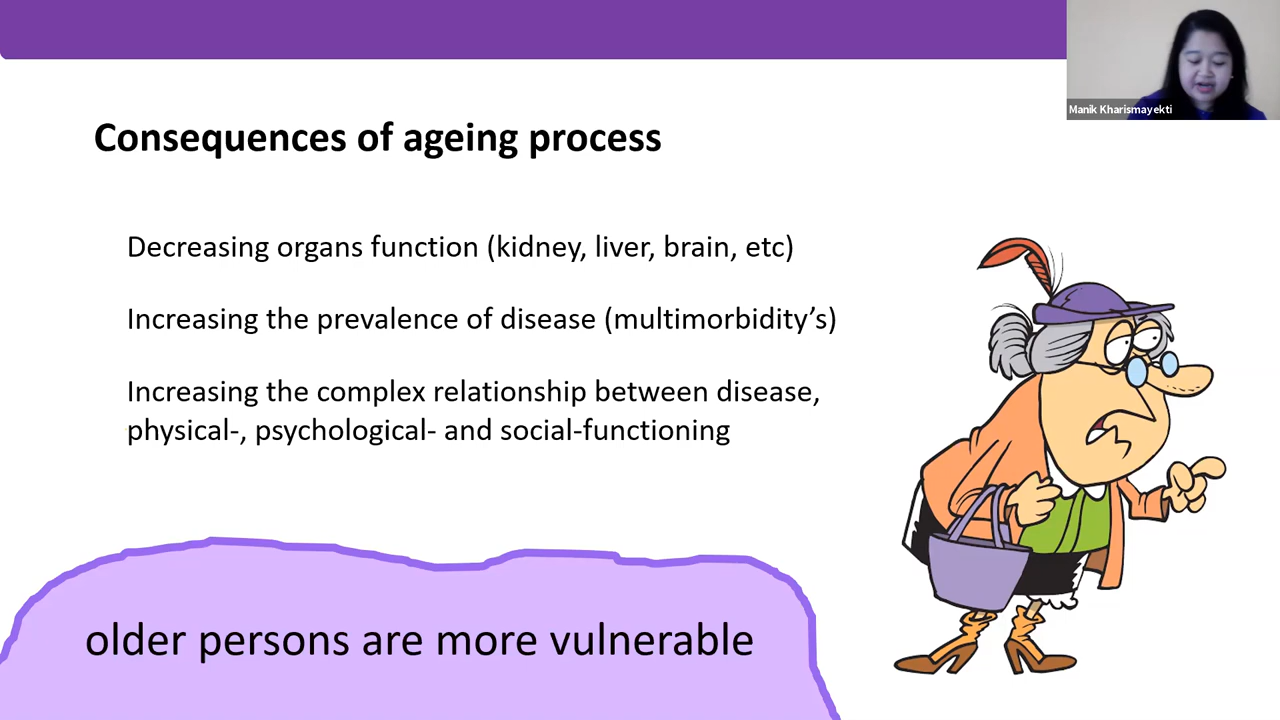 Manik Kharismayekti
Consequences of ageing process
Decreasing organs function (kidney, liver, brain, etc)
Increasing the prevalence of disease (multimorbidity’s)
Increasing the complex relationship between disease,
physical-, psychological- and social-functioning
older persons are more vulnerable